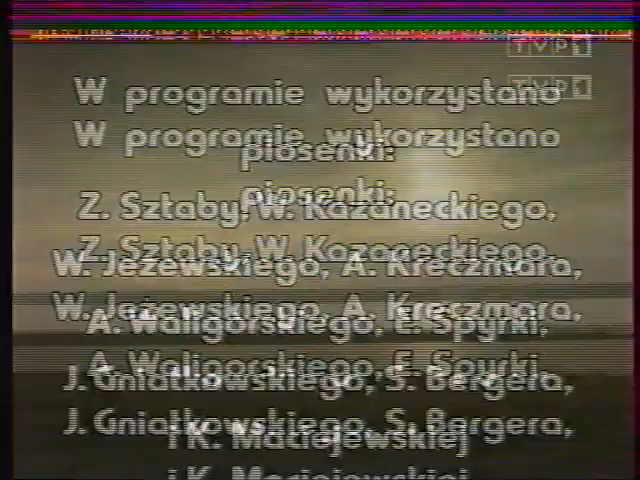 TVP1
TVP1
W programie wykorzystano
W programie wykorzystano
piosenki:
piosenki:
Z. Sztaby, W. Kazaneckiego,
Z. Sztaby, W. Kazaneckiego,
W. Jeżewskiego, A. Kreczmara,
W. Jeżewskiego, A. Kreczmara,
A. Waligórskiego, E. Spyrki,
A. Waligórskiego, E. Spyrki,
J. Gniatkowskiego, S. Bergera,
J. Gniatkowskiego, S. Bergera,
i K. Maciejewskiej
i K. Maciejewskiej